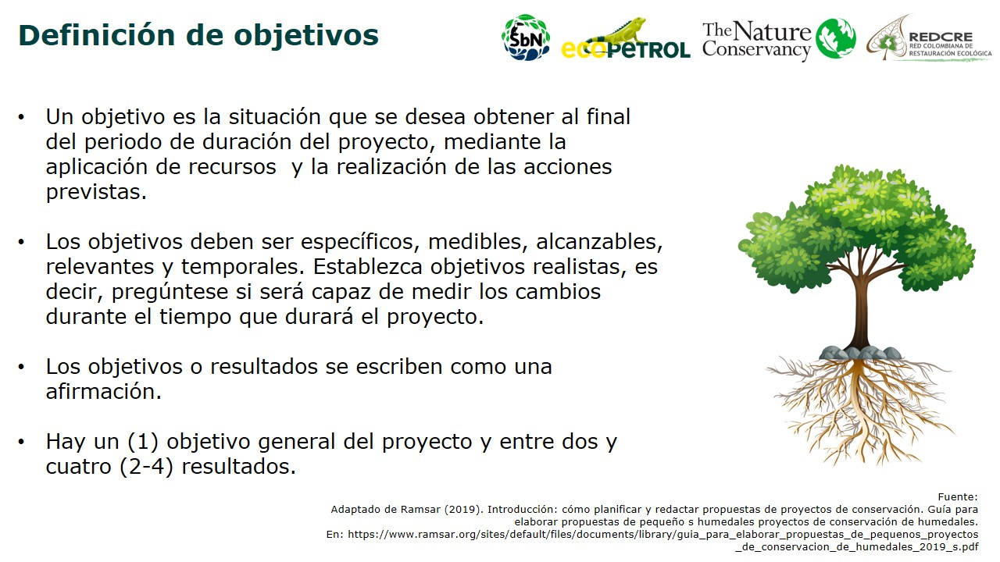 Definición de objetivos
SbN
ecoPETROL
The Nature
Conservancy
REDCRE
RED COLOMBIANA DE
RESTAURACIÓN ECOLÓGICA
• Un objetivo es la situación que se desea obtener al final
del periodo de duración del proyecto, mediante la
aplicación de recursos  y la realización de las acciones
previstas.
• Los objetivos deben ser específicos, medibles, alcanzables,
relevantes y temporales. Establezca objetivos realistas, es
decir, pregúntese si será capaz de medir los cambios
durante el tiempo que durará el proyecto.
• Los objetivos o resultados se escriben como una
afirmación.
• Hay un (1) objetivo general del proyecto y entre dos y
cuatro (2-4) resultados.
Fuente:
Adaptado de Ramsar (2019). Introducción: cómo planificar y redactar propuestas de proyectos de conservación. Guía para
elaborar propuestas de pequeño s humedales proyectos de conservación de humedales.
En: https://www.ramsar.org/sites/default/files/documents/library/guia_para_elaborar_propuestas_de_pequenos_proyectos
_de_conservacion_de_humedales_2019_s.pdf